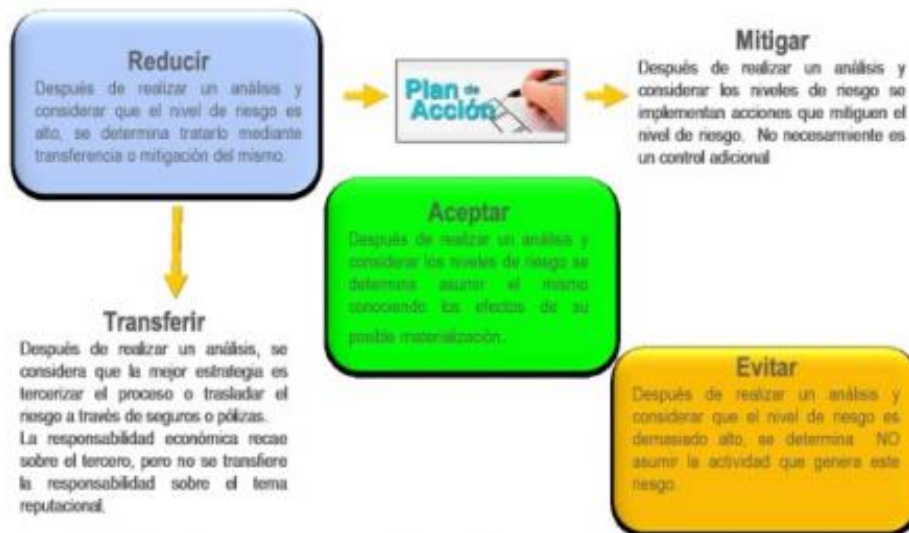 Reducir
Después de realizar un análisis y
considerar que el nivel de riesgo es
alto, se determina tratarlo mediante
transferencia o mitigación del mismo.
Plan de
Acción
Mitigar
Después de realizar un análisis y
considerar los niveles de riesgo se
implementan acciones que mitiguen el
nivel de riesgo. No necesarmiente es
un control adicional
Aceptar
Después de realizar un análisis y
considerar los niveles de riesgo se
determina asumir el mismo
conociendo los efectos de su
posible materialización.
Transferir
Después de realizar un análisis, se
considera que la mejor estrategia es
tercerizar el proceso o trasladar el
riesgo a través de seguros o pólizas.
La responsabilidad económica recae
sobre el tercero, pero no se transfiere
la responsabilidad sobre el tema
reputacional.
Evitar
Después de realizar un análisis y
considerar que el nivel de riesgo es
demasiado alto, se determina NO
asumir la actividad que genera este
riesgo.